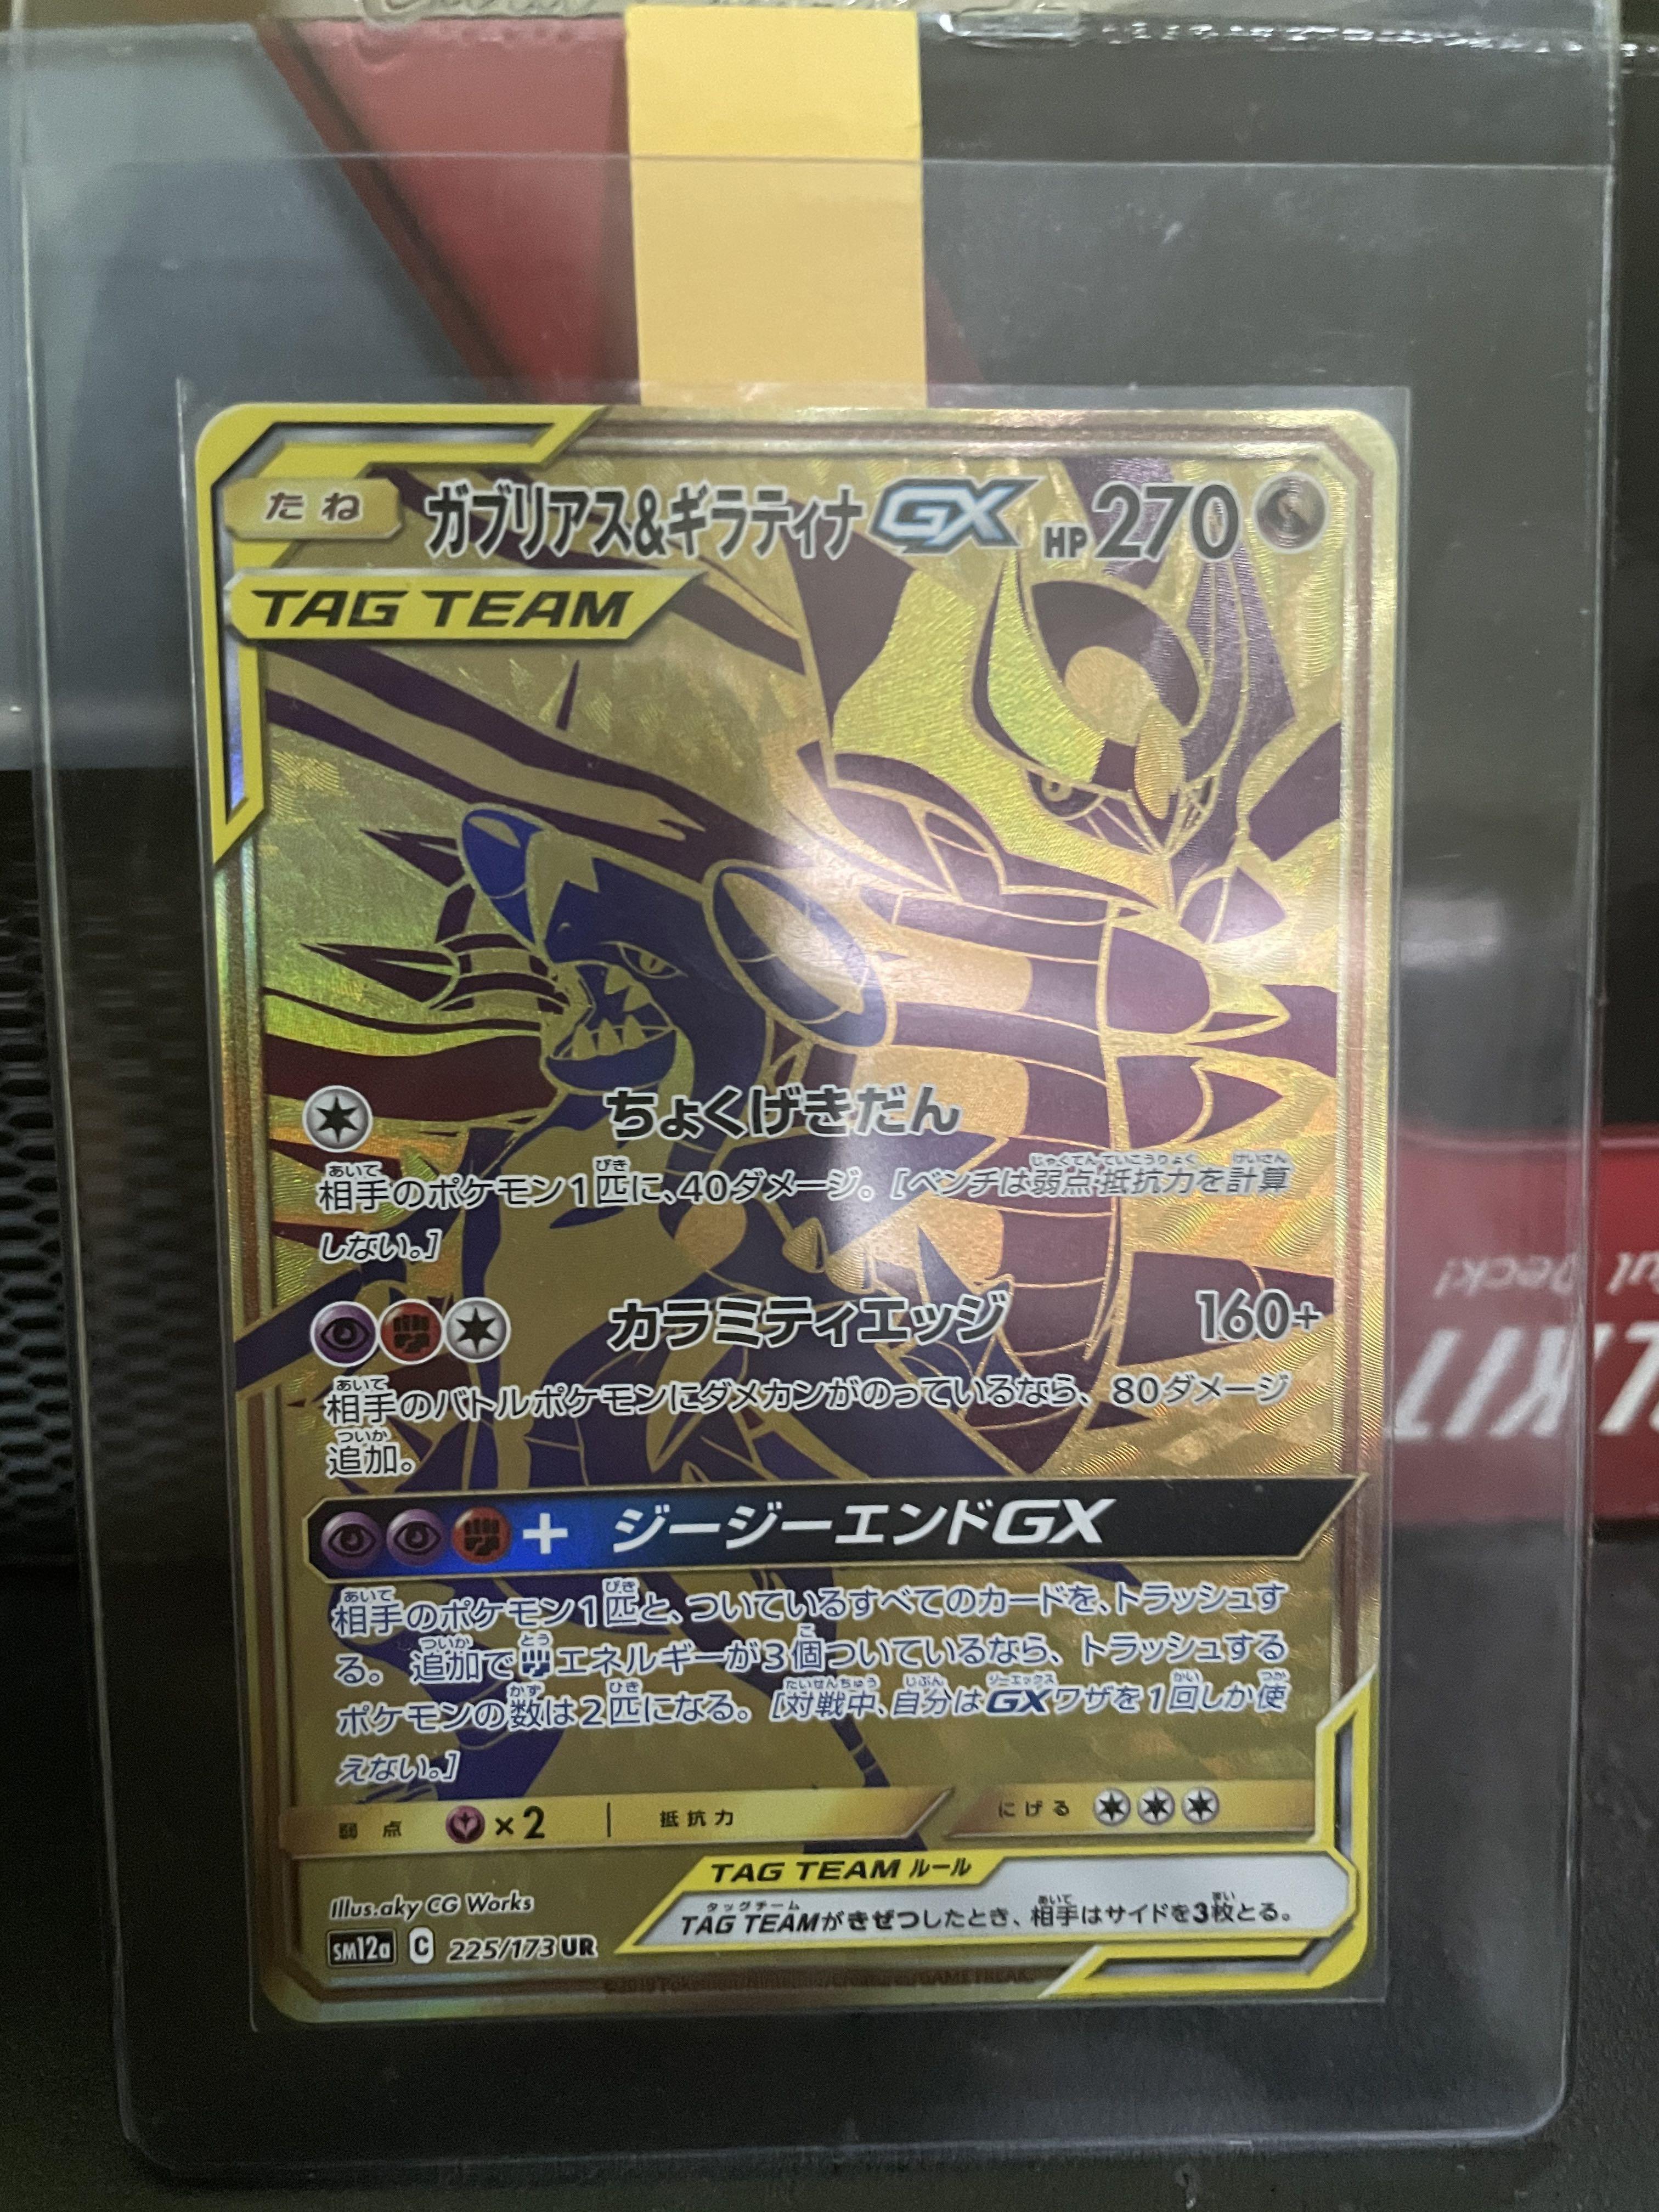 たね ガブリアス&ギラティナGX HP270
TAG TEAM
ちょくげきだん
相手のポケモン1匹に、40ダメージ。[ベンチは弱点・抵抗力を計算
しない。]
カラミティエッジ 160+
相手のバトルポケモンにダメカンがのっているなら、80ダメージ
追加。
+ ジージーエンドGX
相手のポケモン1匹と、ついているすべてのカードを、トラッシュす
る。追加でエネルギーが3個ついているなら、トラッシュする
ポケモンの数は2匹になる。[対戦中、自分はGXワザを1回しか使
えない。]
弱点 ×2 抵抗力 にげる
TAG TEAM ルール
TAG TEAMがきぜつしたとき、相手はサイドを3枚とる。
Illus.aky CG Works
SM12a C 225/173 UR
©2019 Pokémon/Nintendo/Creatures/GAME FREAK.
Deck!